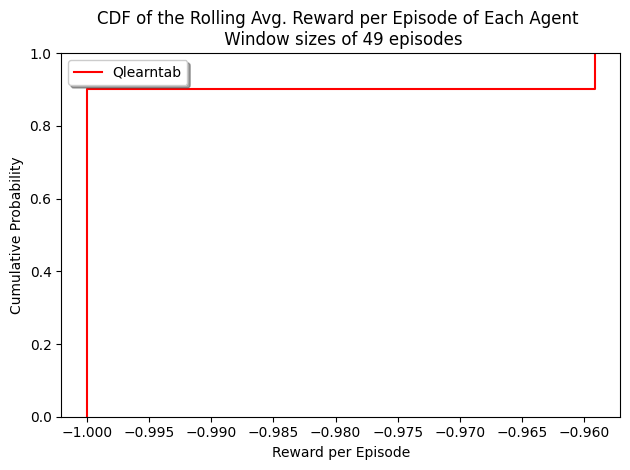 CDF of the Rolling Avg. Reward per Episode of Each Agent
Window sizes of 49 episodes
Qlearntab
Cumulative Probability
1.0
0.8
0.6
0.4
0.2
0.0
−1.000 −0.995 −0.990 −0.985 −0.980 −0.975 −0.970 −0.965 −0.960
Reward per Episode